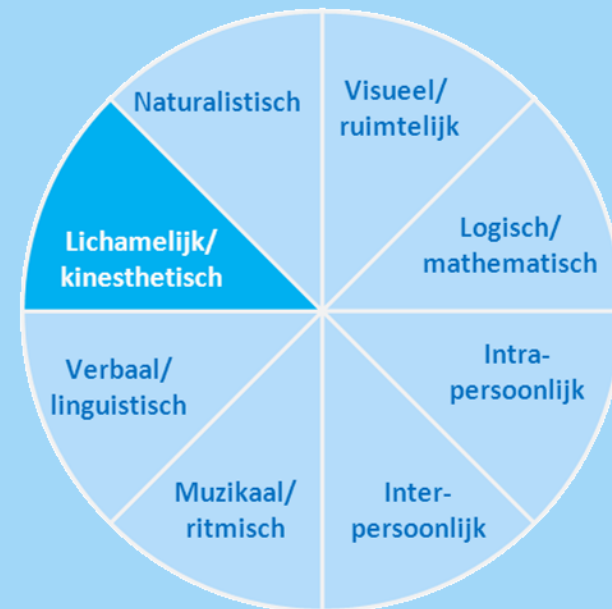 Naturalistisch
Visueel/
ruimtelijk
Logisch/
mathematisch
Intra-
persoonlijk
Inter-
persoonlijk
Muzikaal/
ritmisch
Verbaal/
linguistisch
Lichamelijk/
kinesthetisch